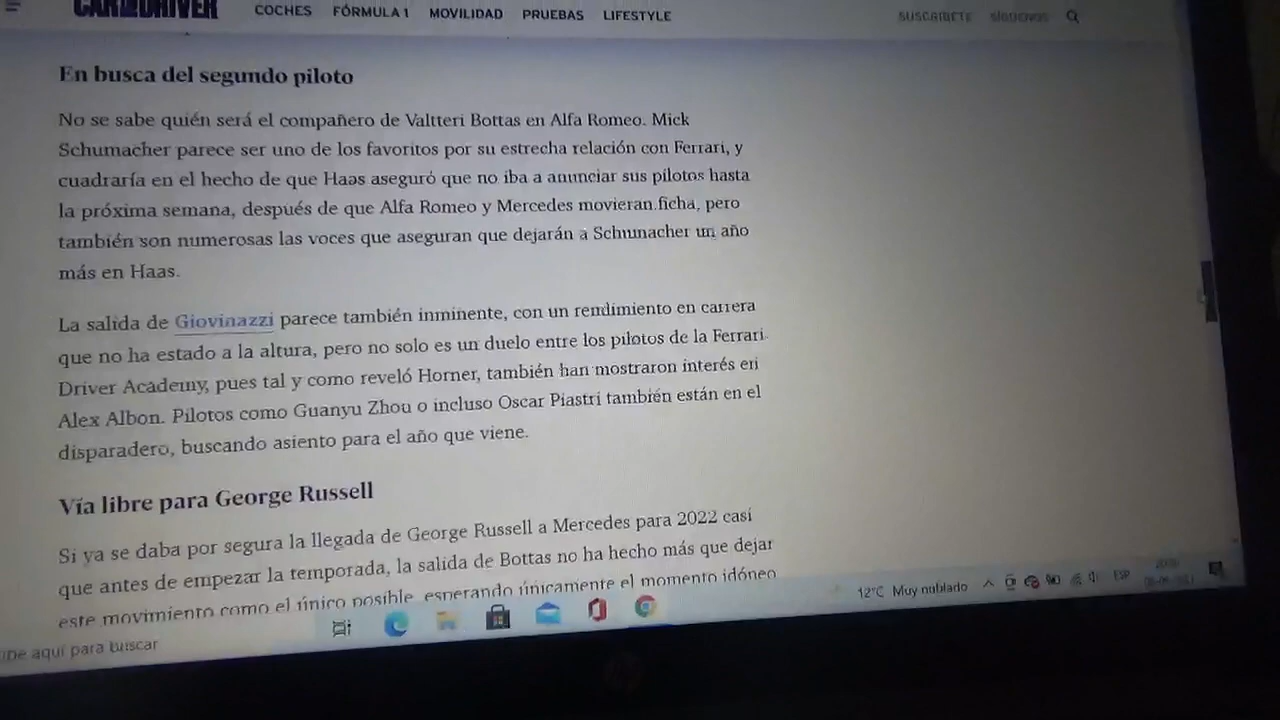 CAR AND DRIVER
COCHES FÓRMULA 1 MOVILIDAD PRUEBAS LIFESTYLE SUSCRÍBETE SÍGUENOS
En busca del segundo piloto
No se sabe quién será el compañero de Valtteri Bottas en Alfa Romeo. Mick
Schumacher parece ser uno de los favoritos por su estrecha relación con Ferrari, y
cuadraría en el hecho de que Haas aseguró que no iba a anunciar sus pilotos hasta
la próxima semana, después de que Alfa Romeo y Mercedes movieran ficha, pero
también son numerosas las voces que aseguran que dejarán a Schunacher un año
más en Haas.
La salida de Giovinazzi parece también inminente, con un rendimiento en carrera
que no ha estado a la altura, pero no solo es un duelo entre los pilotos de la Ferrari
Driver Academy, pues tal y como reveló Horner, también han mostraron interés en
Alex Albon. Pilotos como Guanyu Zhou o incluso Oscar Piastri también están en el
disparadero, buscando asiento para el año que viene.
Vía libre para George Russell
Si ya se daba por segura la llegada de George Russell a Mercedes para 2022 casi
que antes de empezar la temporada, la salida de Bottas no ha hecho más que dejar
este movimiento como el único posible, esperando únicamente el momento idóneo
12°C Muy nublado ESP
aquí para buscar